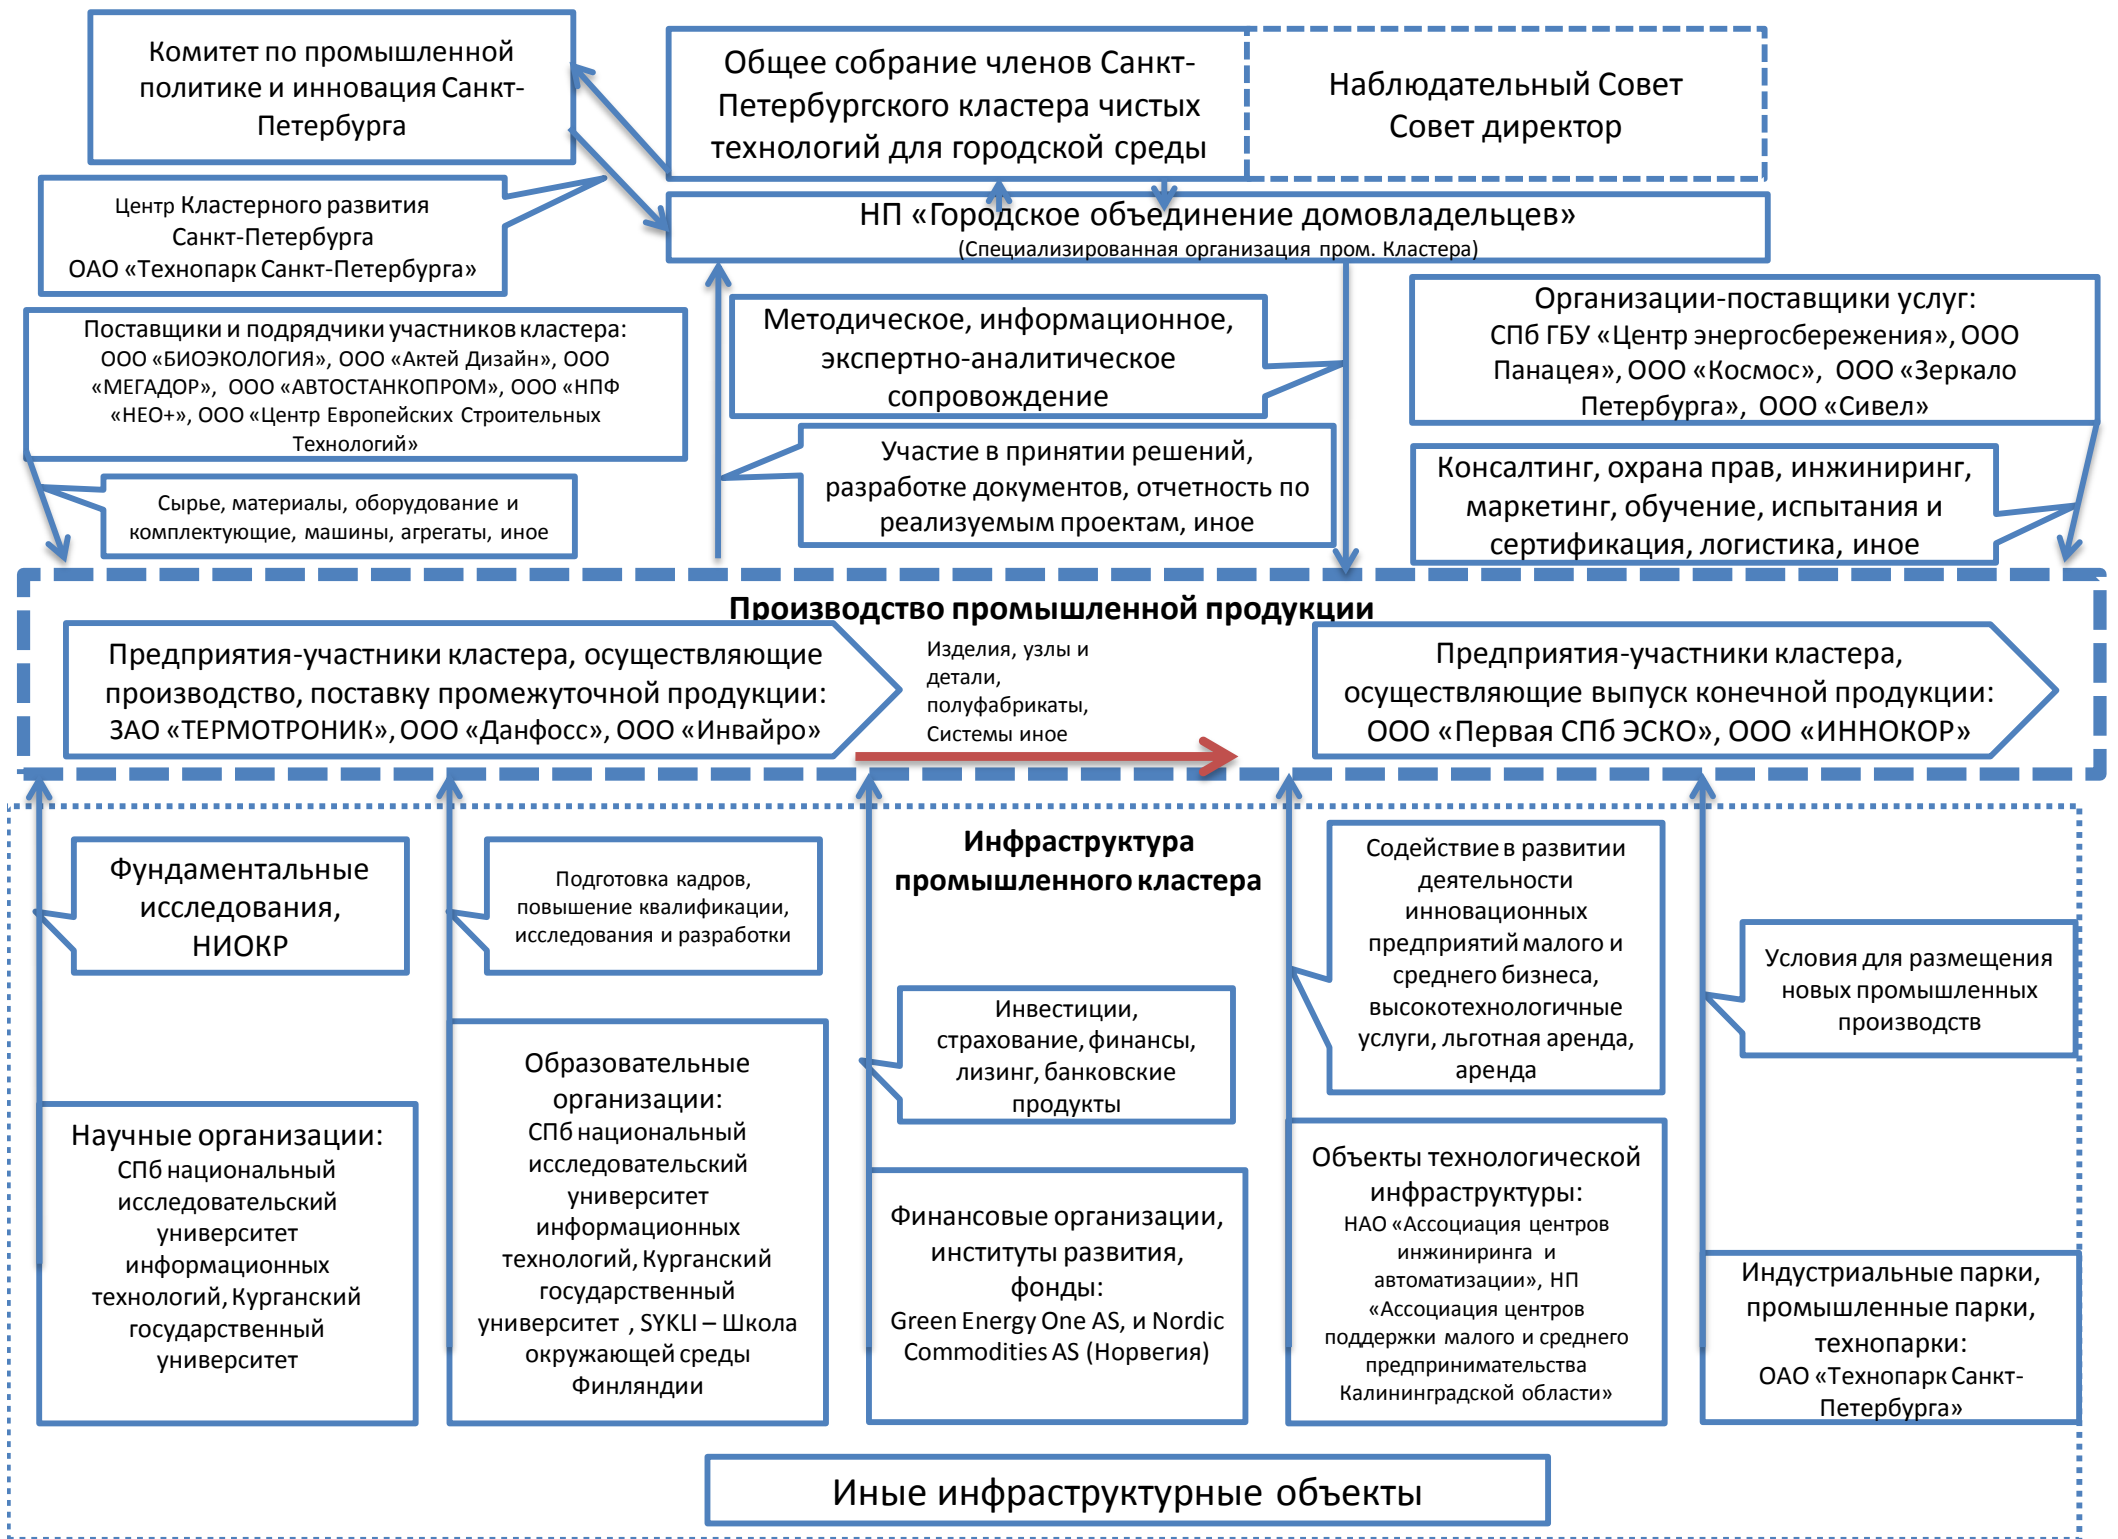 Комитет по промышленной
политике и инновация Санкт-
Петербурга
Общее собрание членов Санкт-
Петербургского кластера чистых
технологий для городской среды
Наблюдательный Совет
Совет директор
Центр Кластерного развития
Санкт-Петербурга
ОАО «Технопарк Санкт-Петербурга»
НП «Городское объединение домовладельцев»
(Специализированная организация пром. Кластера)
Поставщики и подрядчики участников кластера:
ООО «БИОЭКОЛОГИЯ», ООО «Актей Дизайн», ООО
«МЕГАДОР», ООО «АВТОСТАНКОПРОМ», ООО «НПФ
«НЕО+», ООО «Центр Европейских Строительных
Технологий»
Методическое, информационное,
экспертно-аналитическое
сопровождение
Организации-поставщики услуг:
СПб ГБУ «Центр энергосбережения», ООО
Панацея», ООО «Космос», ООО «Зеркало
Петербурга», ООО «Сивел»
Сырье, материалы, оборудование и
комплектующие, машины, агрегаты, иное
Участие в принятии решений,
разработке документов, отчетность по
реализуемым проектам, иное
Консалтинг, охрана прав, инжиниринг,
маркетинг, обучение, испытания и
сертификация, логистика, иное
Производство промышленной продукции
Предприятия-участники кластера, осуществляющие
производство, поставку промежуточной продукции:
ЗАО «ТЕРМОТРОНИК», ООО «Данфосс», ООО «Инвайро»
Изделия, узлы и
детали,
полуфабрикаты,
Системы иное
Предприятия-участники кластера,
осуществляющие выпуск конечной продукции:
ООО «Первая СПб ЭСКО», ООО «ИННОКОР»
Инфраструктура
промышленного кластера
Фундаментальные
исследования,
НИОКР
Подготовка кадров,
повышение квалификации,
исследования и разработки
Инвестиции,
страхование, финансы,
лизинг, банковские
продукты
Содействие в развитии
деятельности
инновационных
предприятий малого и
среднего бизнеса,
высокотехнологичные
услуги, льготная аренда,
аренда
Условия для размещения
новых промышленных
производств
Научные организации:
СПб национальный
исследовательский
университет
информационных
технологий, Курганский
государственный
университет
Образовательные
организации:
СПб национальный
исследовательский
университет
информационных
технологий, Курганский
государственный
университет , SYKLI – Школа
окружающей среды
Финляндии
Финансовые организации,
институты развития,
фонды:
Green Energy One AS, и Nordic
Commodities AS (Норвегия)
Объекты технологической
инфраструктуры:
НАО «Ассоциация центров
инжиниринга и
автоматизации», НП
«Ассоциация центров
поддержки малого и среднего
предпринимательства
Калининградской области»
Индустриальные парки,
промышленные парки,
технопарки:
ОАО «Технопарк Санкт-
Петербурга»
Иные инфраструктурные объекты